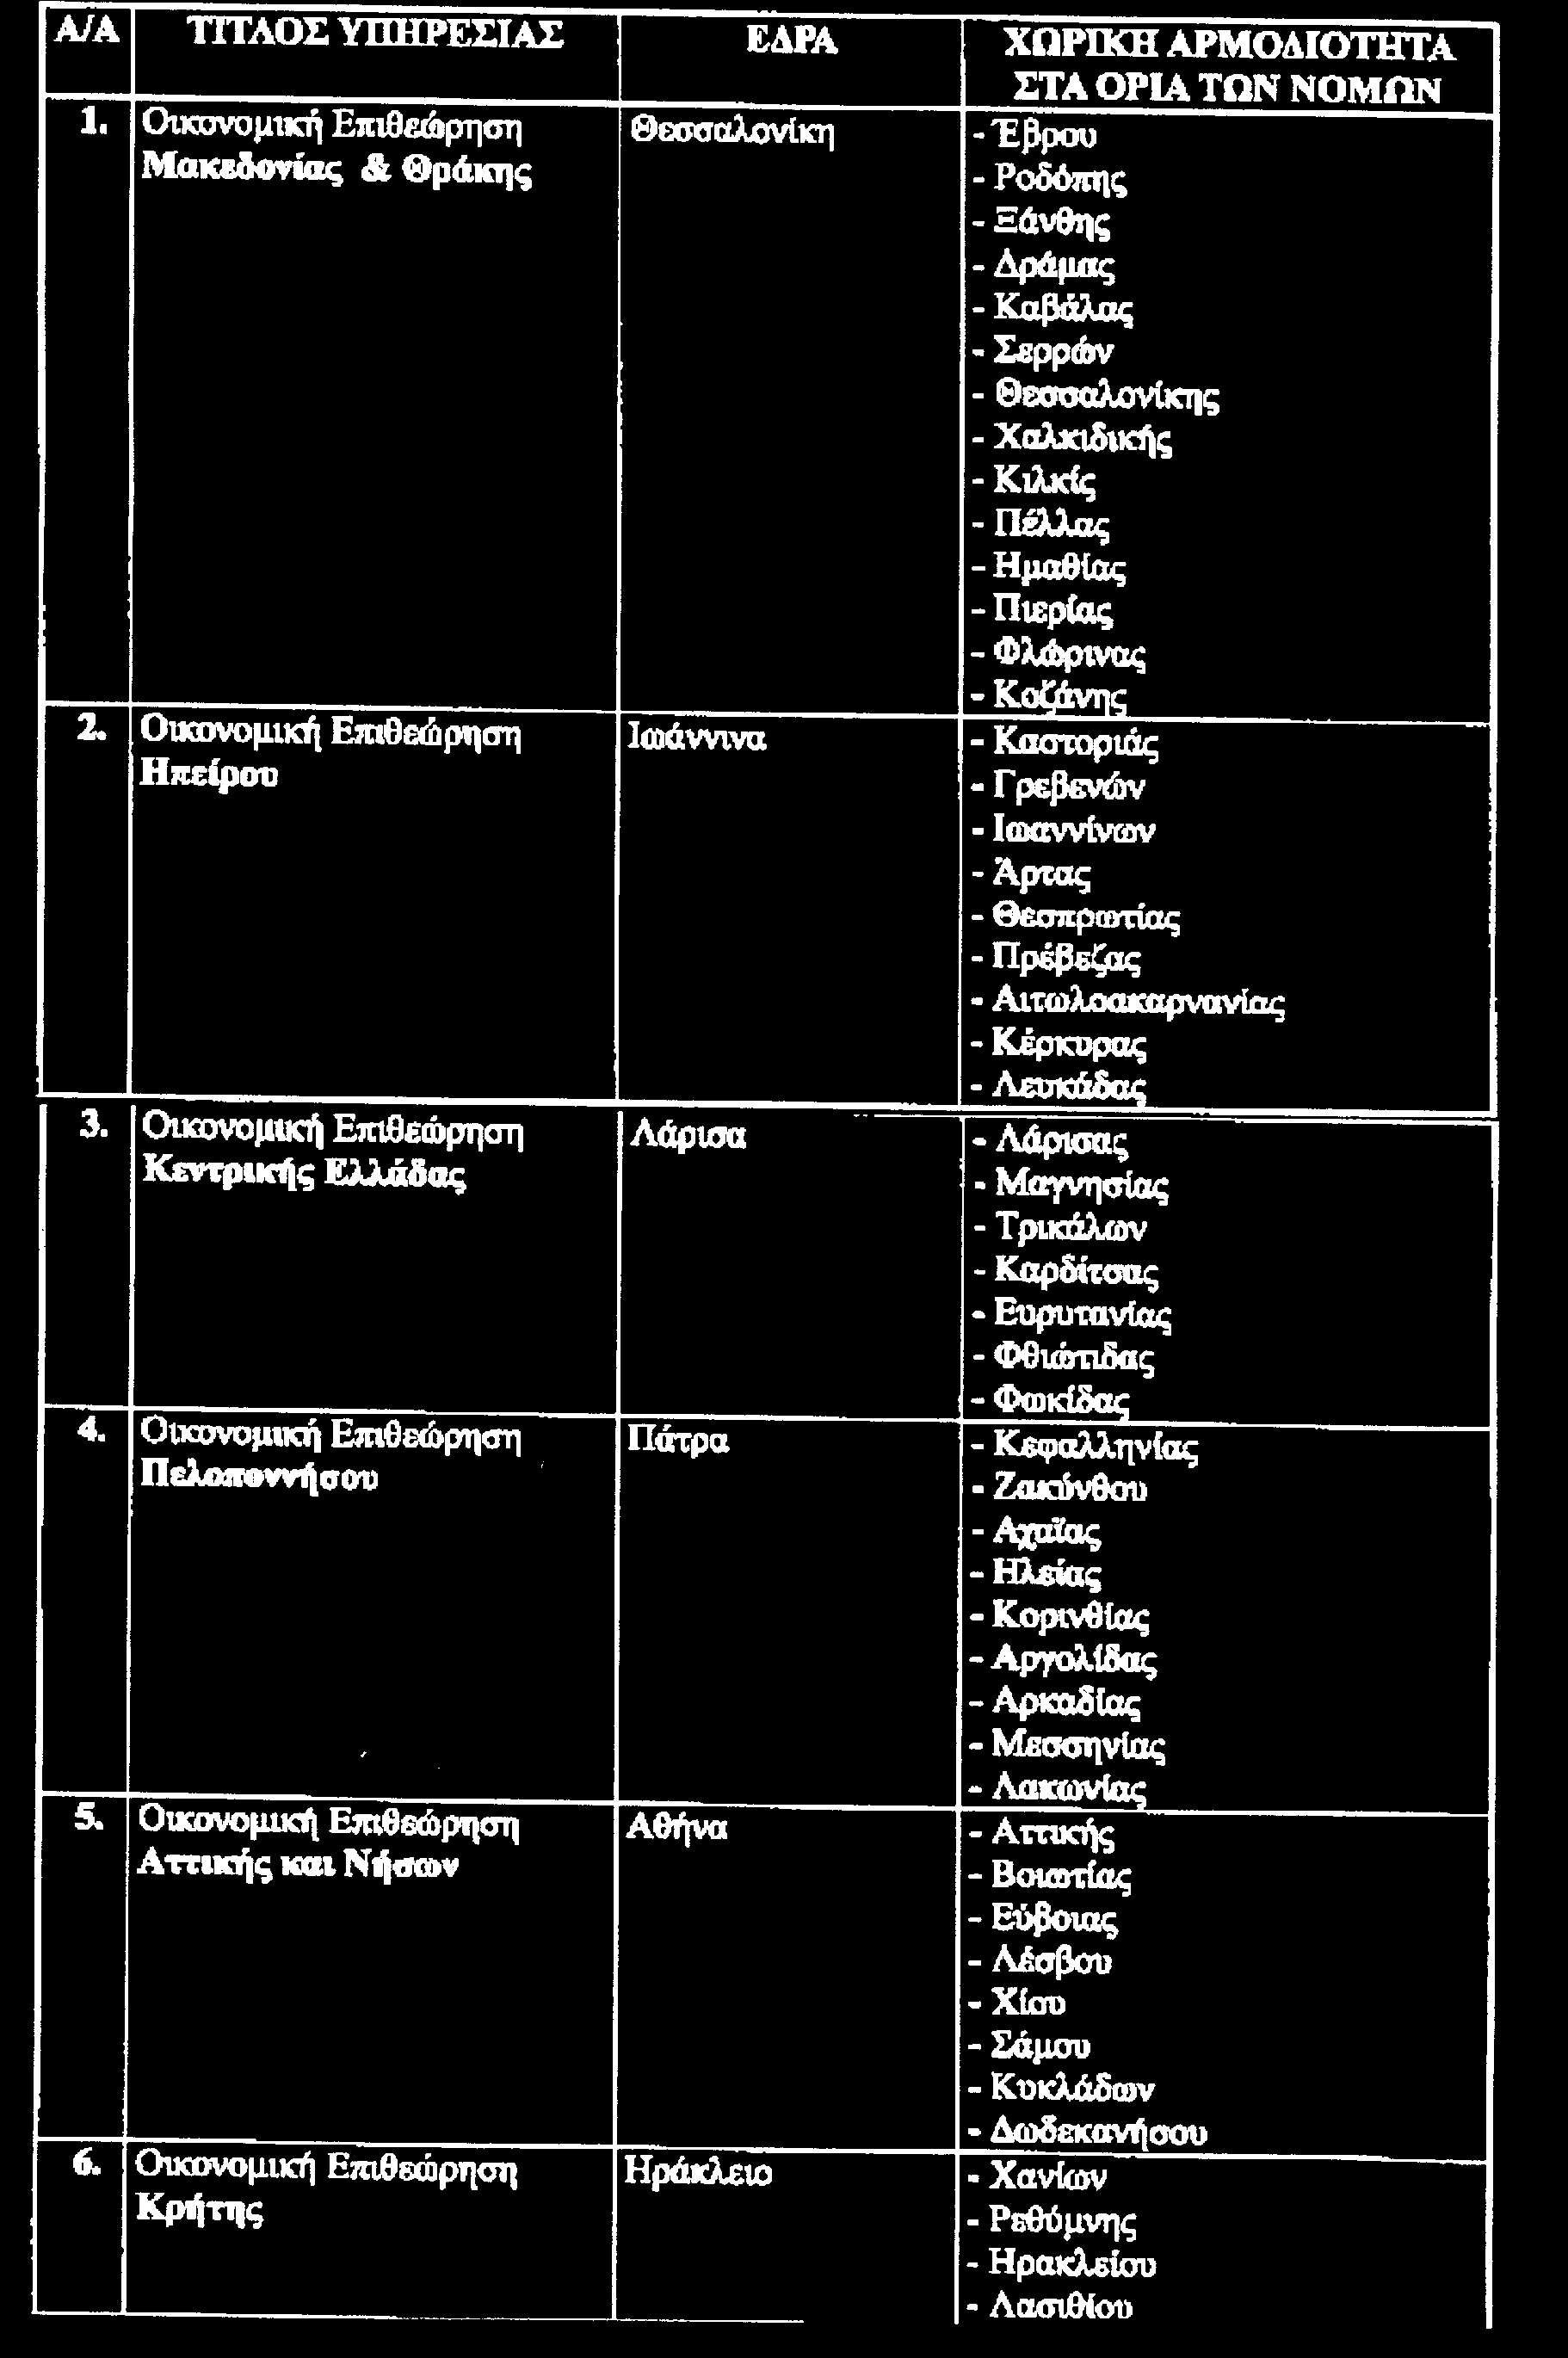 Α/Α ΤΙΤΛΟΣ ΥΠΗΡΕΣΙΑΣ ΕΔΡΑ ΧΩΡΙΚΗ ΑΡΜΟΔΙΟΤΗΤΑ
ΣΤΑ ΟΡΙΑ ΤΩΝ ΝΟΜΩΝ
1. Οικονομική Επιθεώρηση Θεσσαλονίκη - Έβρου
Μακεδονίας & Θράκης - Ροδόπης
- Ξάνθης
- Δράμας
- Καβάλας
- Σερρών
- Θεσσαλονίκης
- Χαλκιδικής
- Κιλκίς
- Πέλλας
- Ημαθίας
- Πιερίας
- Φλώρινας
- Κοζάνης
2. Οικονομική Επιθεώρηση Ιωάννινα - Καστοριάς
Ηπείρου - Γρεβενών
- Ιωαννίνων
- Άρτας
- Θεσπρωτίας
- Πρέβεζας
- Αιτωλοακαρνανίας
- Κέρκυρας
- Λευκάδας
3. Οικονομική Επιθεώρηση Λάρισα - Λάρισας
Κεντρικής Ελλάδας - Μαγνησίας
- Τρικάλων
- Καρδίτσας
- Ευρυτανίας
- Φθιώτιδας
- Φωκίδας
4. Οικονομική Επιθεώρηση Πάτρα - Κεφαλληνίας
Πελοποννήσου - Ζακύνθου
- Αχαΐας
- Ηλείας
- Κορινθίας
- Αργολίδας
- Αρκαδίας
- Μεσσηνίας
- Λακωνίας
5. Οικονομική Επιθεώρηση Αθήνα - Αττικής
Αττικής και Νήσων - Βοιωτίας
- Εύβοιας
- Λέσβου
- Χίου
- Σάμου
- Κυκλάδων
- Δωδεκανήσου
6. Οικονομική Επιθεώρηση Ηράκλειο - Χανίων
Κρήτης - Ρεθύμνης
- Ηρακλείου
- Λασιθίου